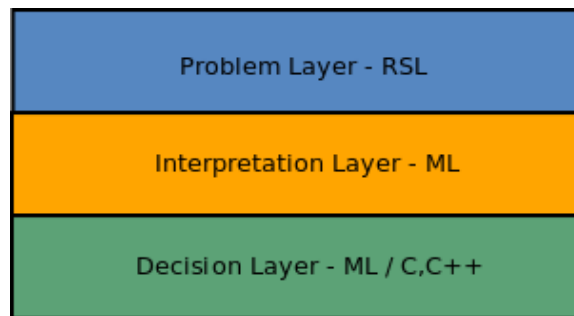 Problem Layer - RSL
Interpretation Layer - ML
Decision Layer - ML / C,C++